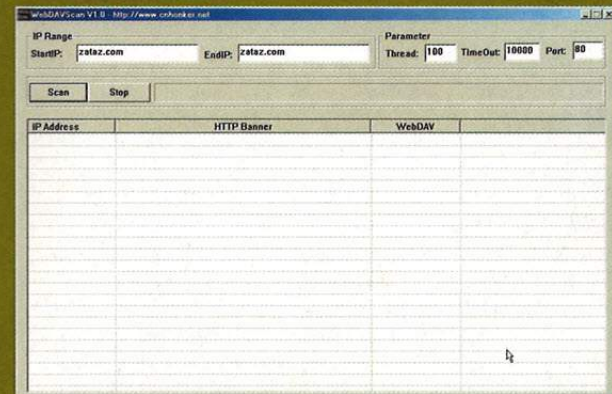 WebDAVScan V1.0 - http://www.cnhonker.net
IP Range
StartIP: zataz.com EndIP: zataz.com
Parameter
Thread: 100 TimeOut: 10000 Port: 80
Scan Stop
IP Address HTTP Banner WebDAV